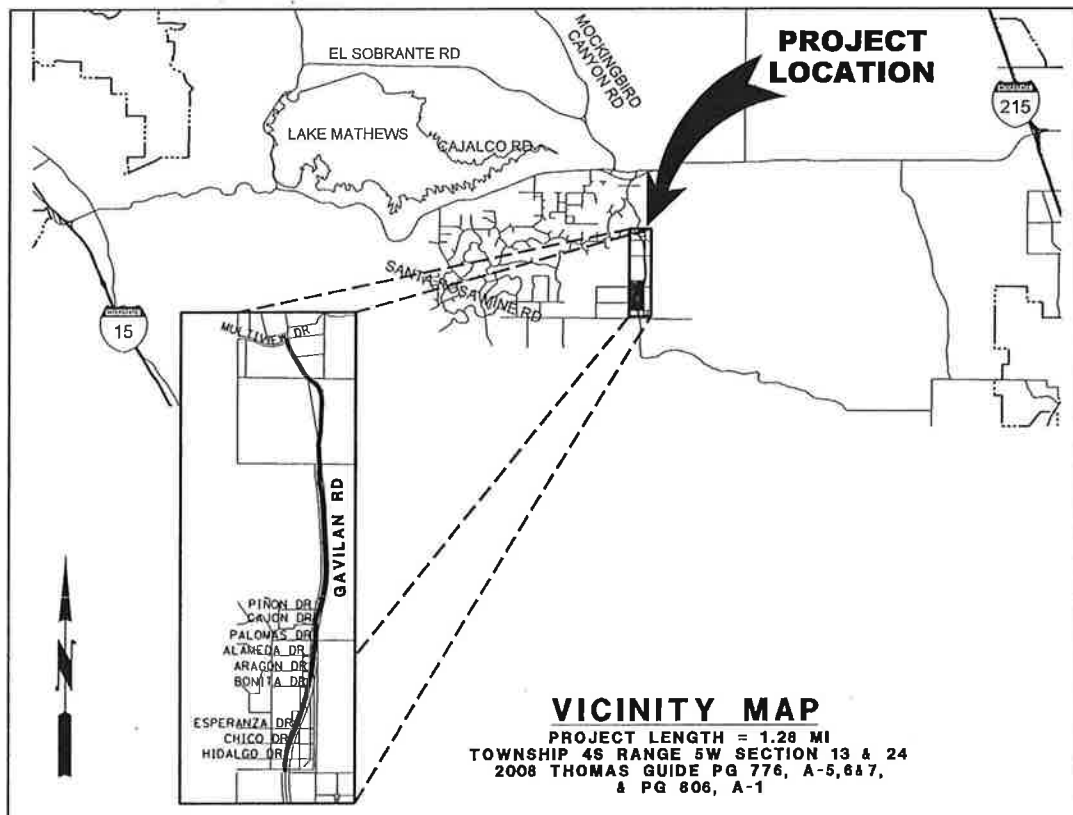 EL SOBRANTE RD
MOCKINGBIRD
CANYON RD
PROJECT
LOCATION
215
LAKE MATHEWS
CAJALCO RD
SANTA ROSA MINE RD
INTERSTATE
15
MULTIVIEW DR
GAVILAN RD
PIÑON DR
CAJON DR
PALOMAS DR
ALAMEDA DR
ARAGON DR
BONITA DR
ESPERANZA DR
CHICO DR
HIDALGO DR
N
VICINITY MAP
PROJECT LENGTH = 1.28 MI
TOWNSHIP 4S RANGE 5W SECTION 13 & 24
2008 THOMAS GUIDE PG 776, A-5,6&7,
& PG 806, A-1